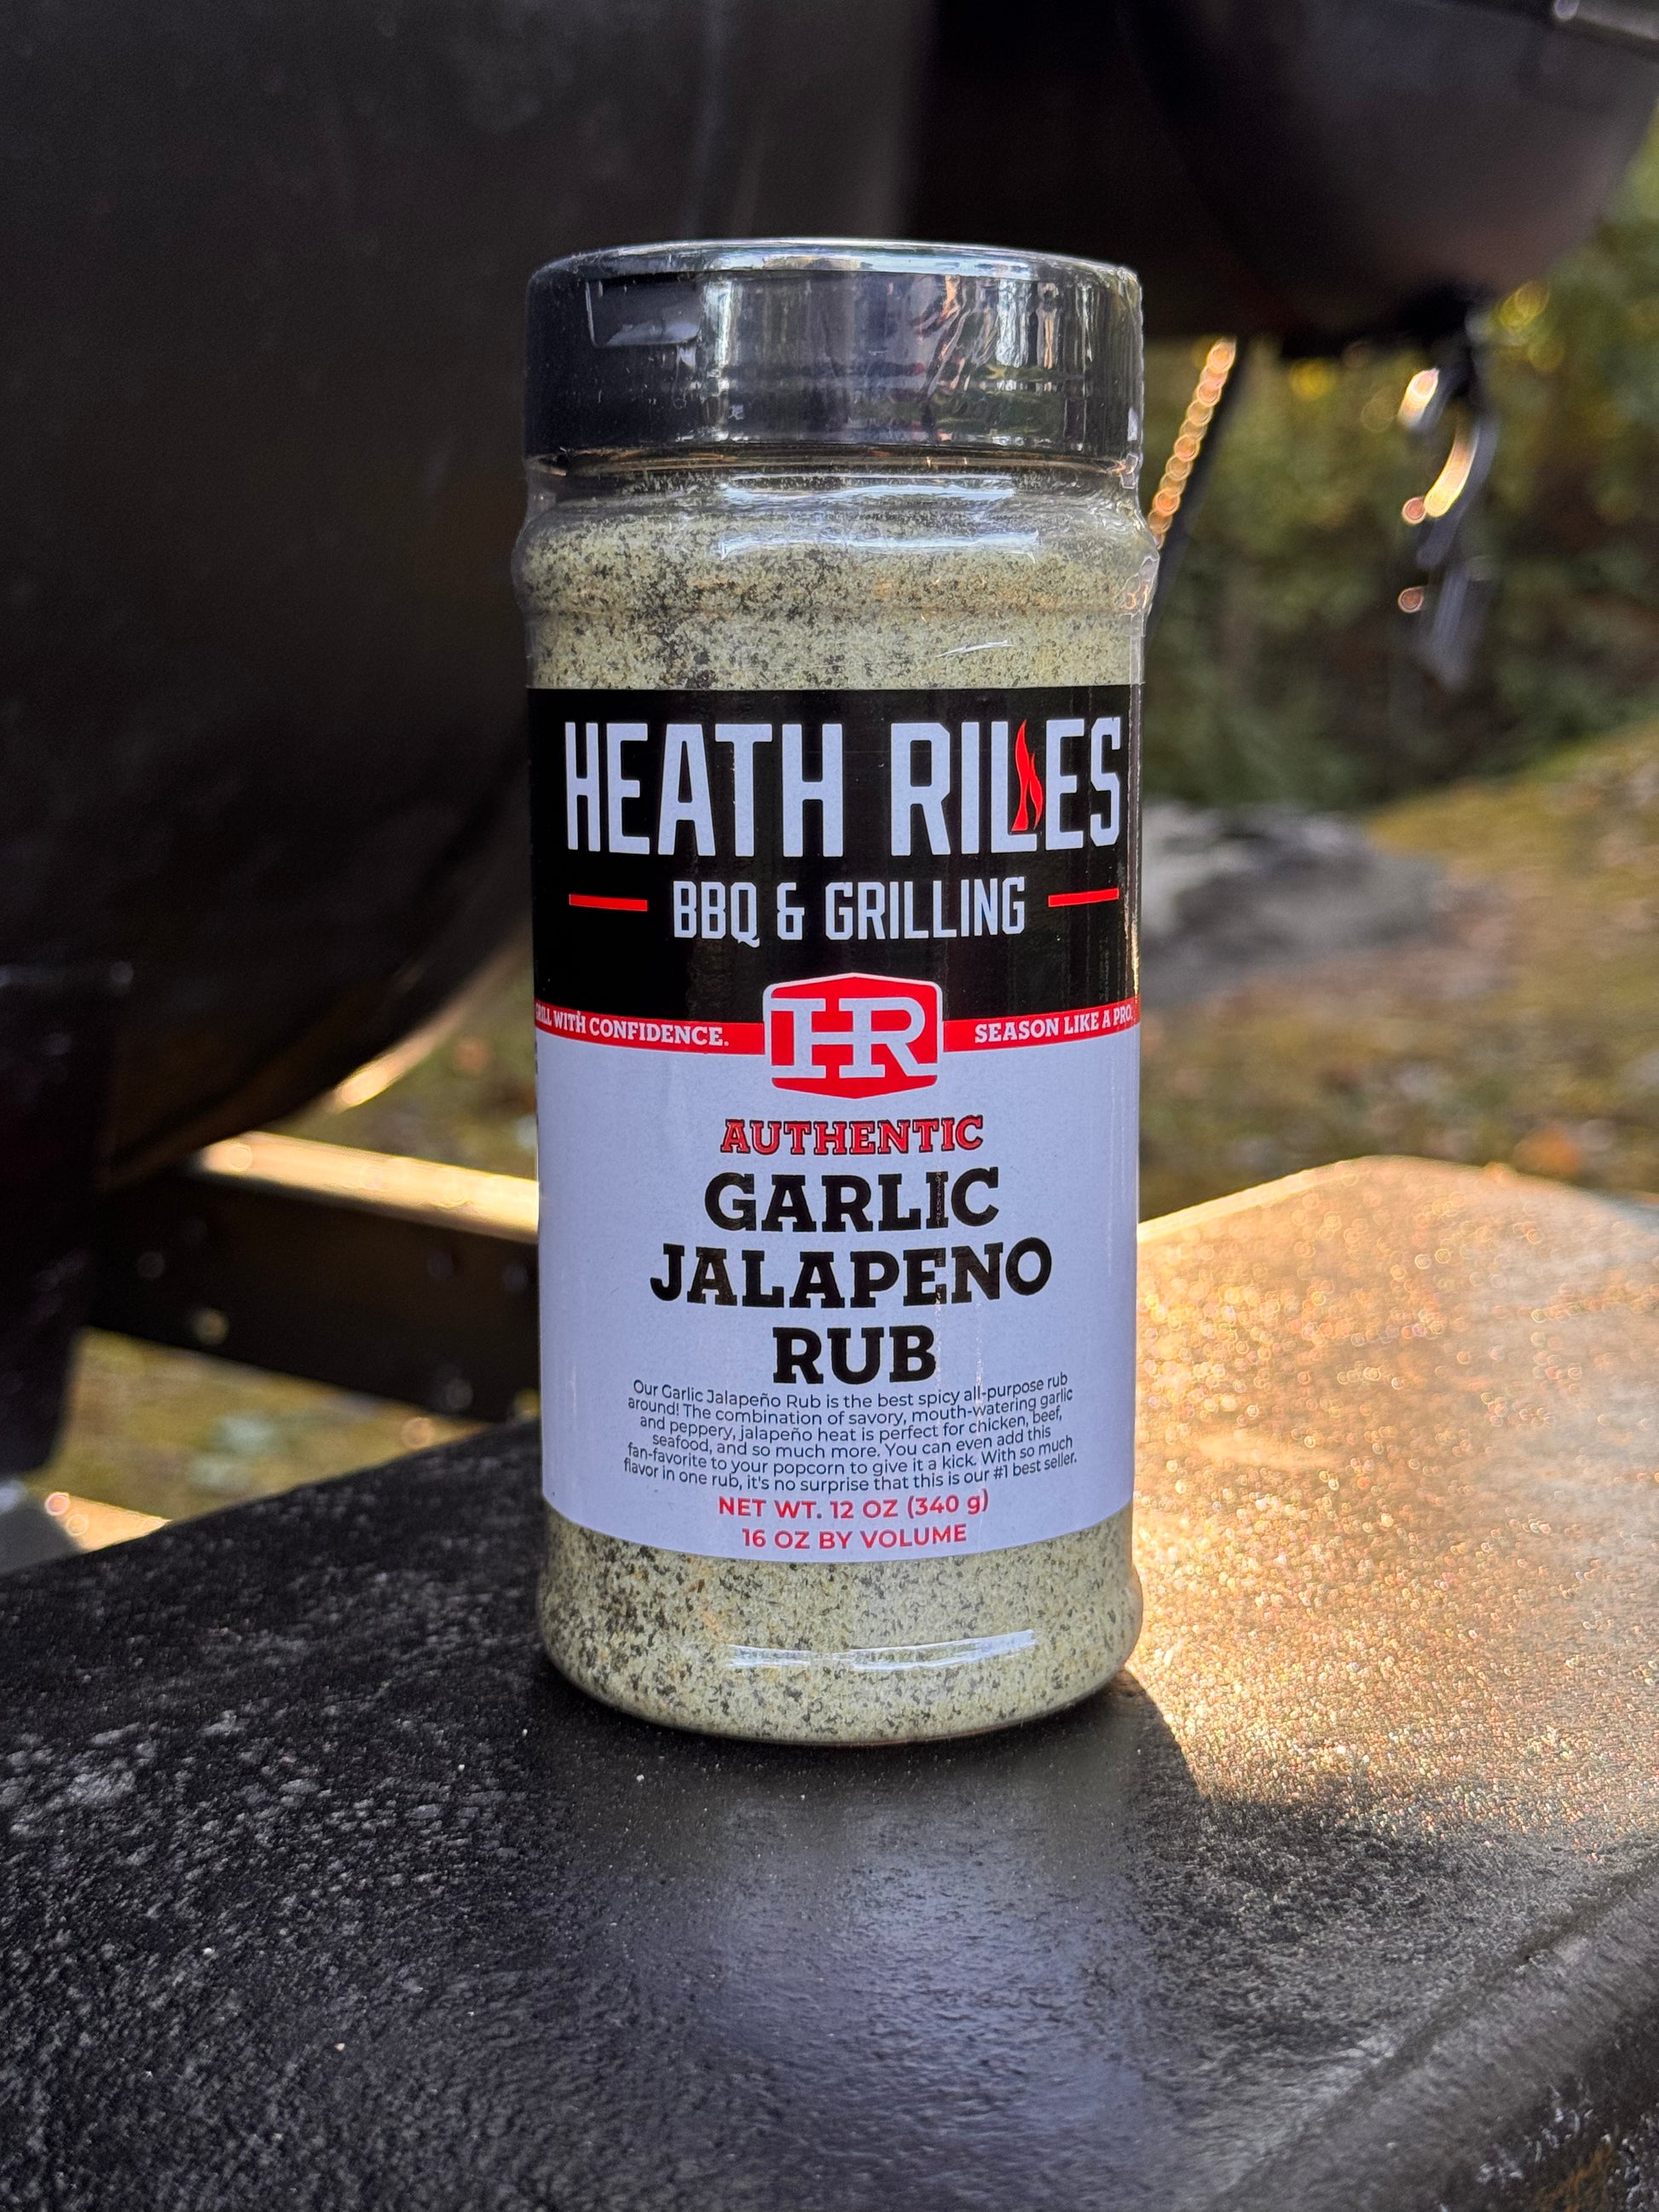 HEATH RILES
BBQ & GRILLING
GRILL WITH CONFIDENCE.
HR
SEASON LIKE A PRO.
AUTHENTIC
GARLIC
JALAPENO
RUB
Our Garlic Jalapeño Rub is the best spicy all-purpose rub
around! The combination of savory, mouth-watering garlic
and peppery, jalapeño heat is perfect for chicken, beef,
seafood, and so much more. You can even add this
fan-favorite to your popcorn to give it a kick. With so much
flavor in one rub, it's no surprise that this is our #1 best seller.
NET WT. 12 OZ (340 g)
16 OZ BY VOLUME